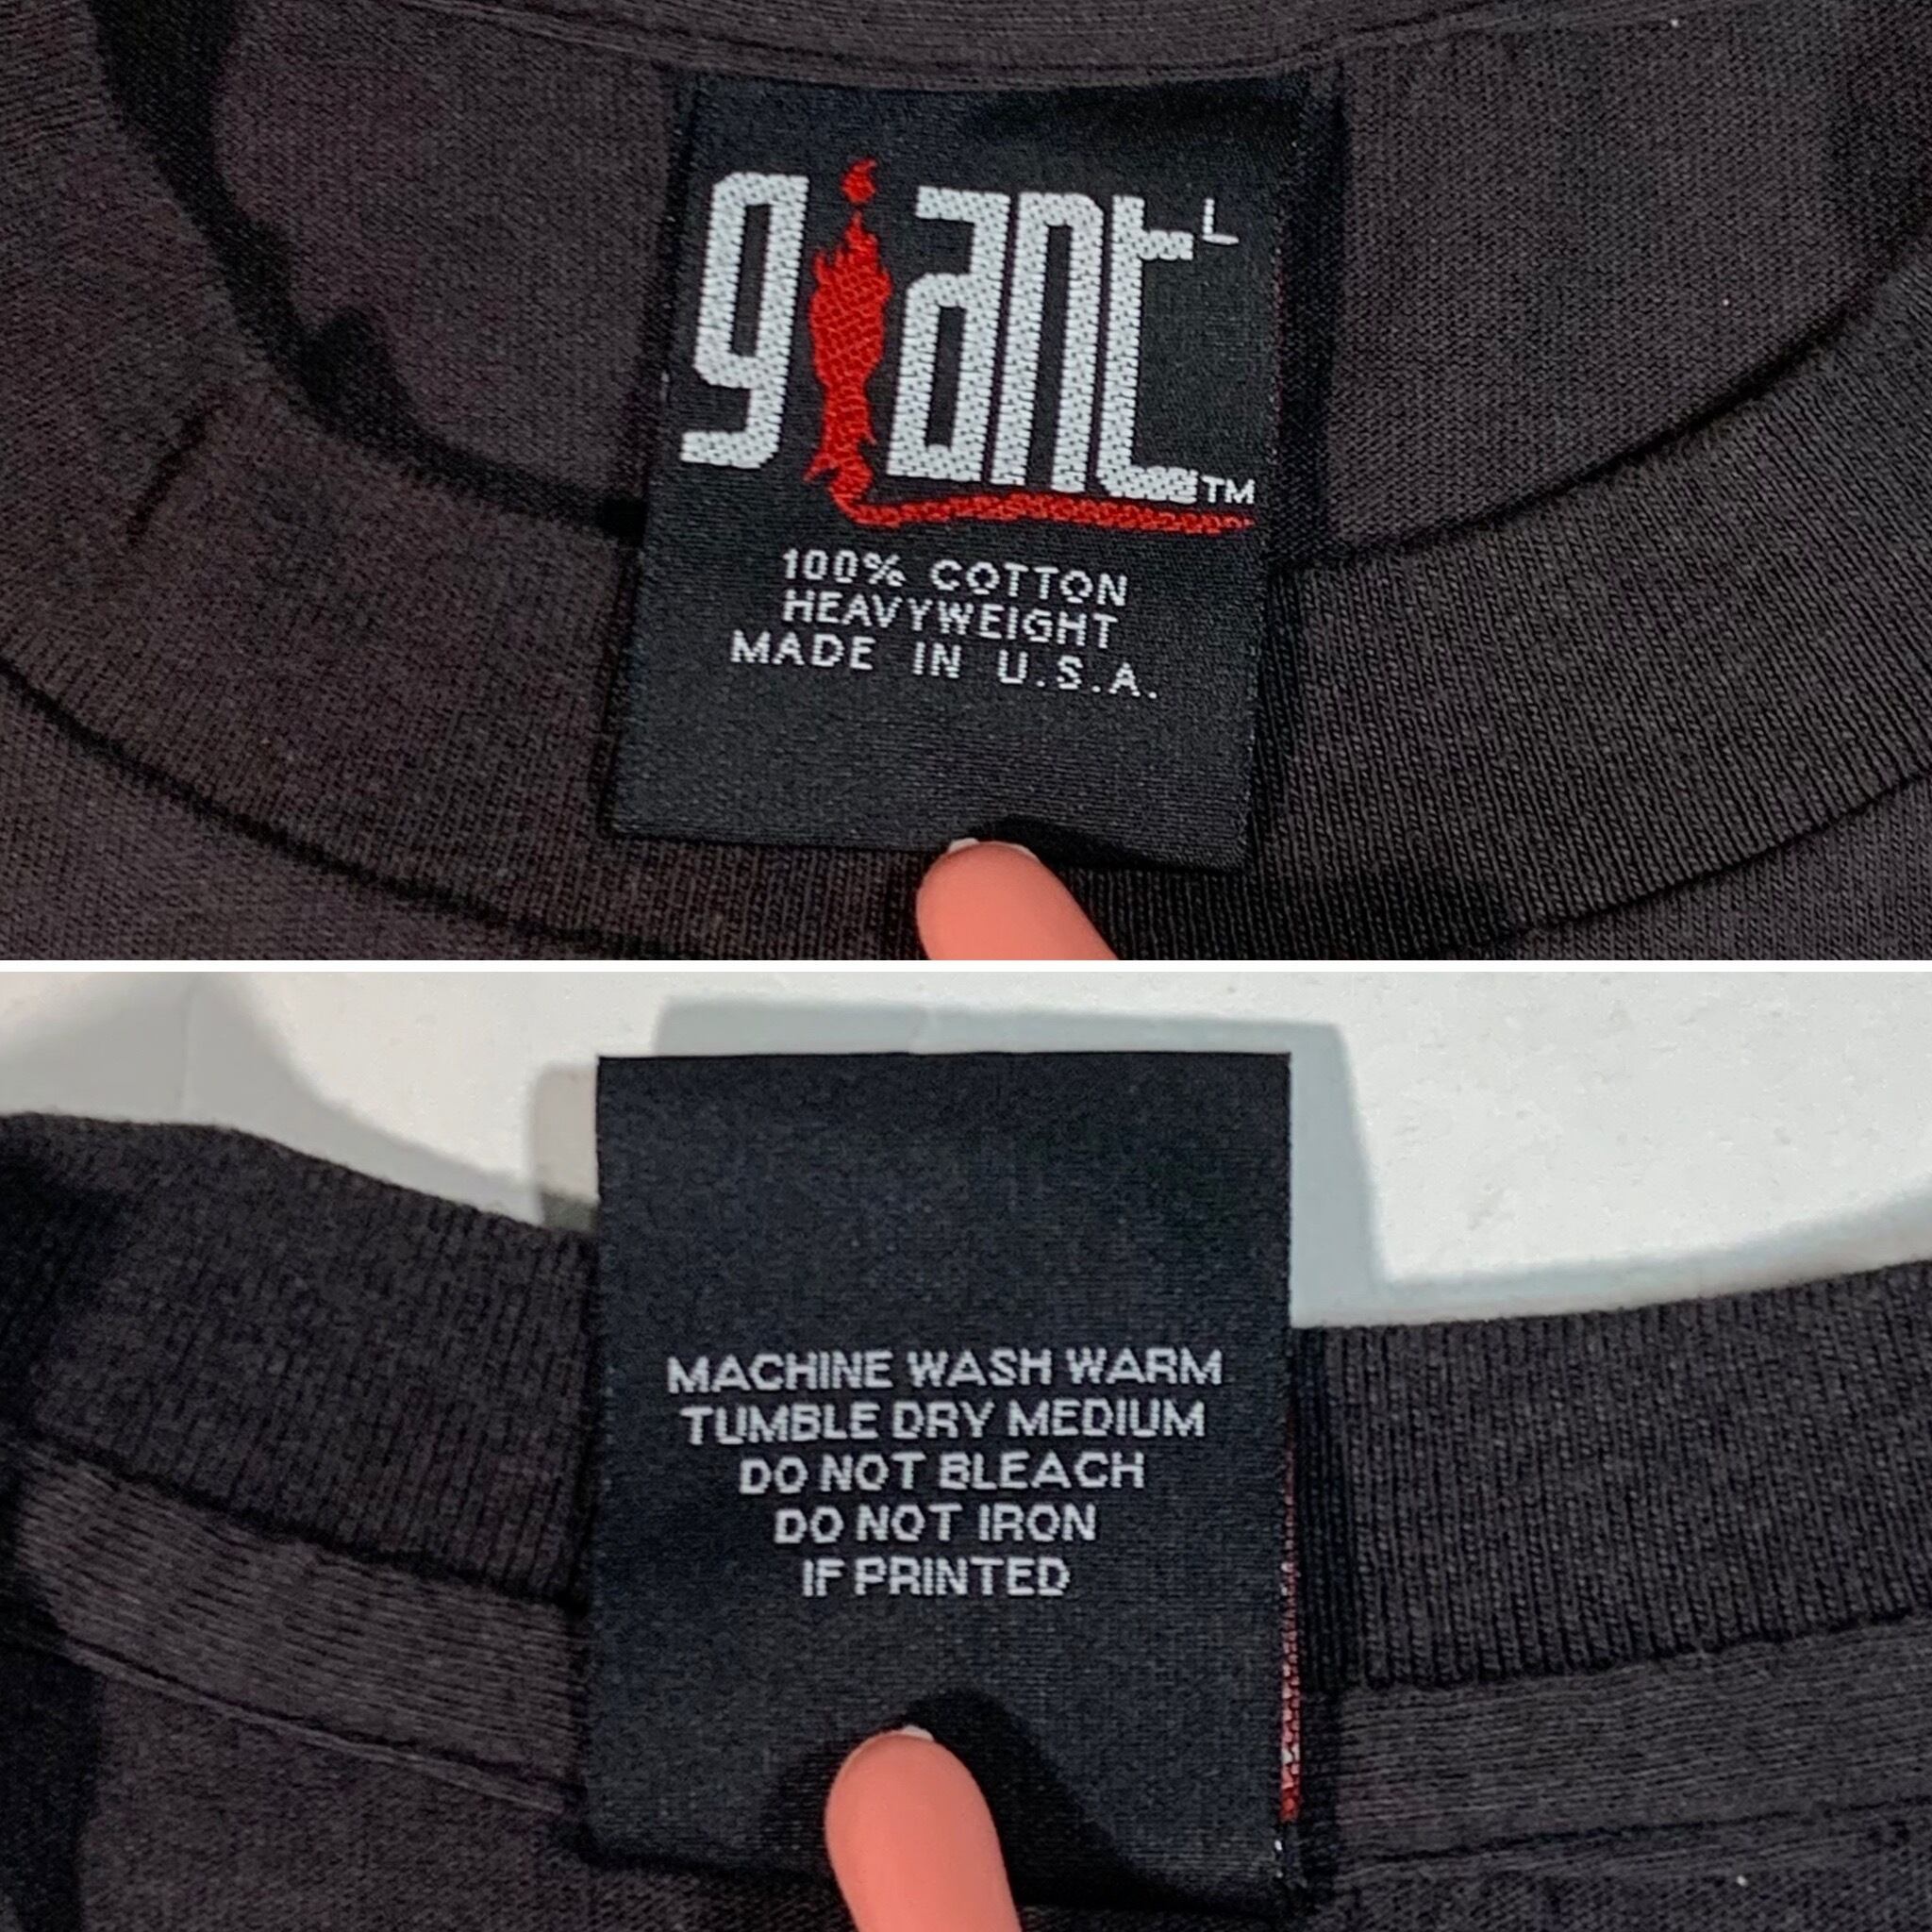 giant L
TM
100% COTTON
HEAVYWEIGHT
MADE IN U.S.A.
MACHINE WASH WARM
TUMBLE DRY MEDIUM
DO NOT BLEACH
DO NOT IRON
IF PRINTED